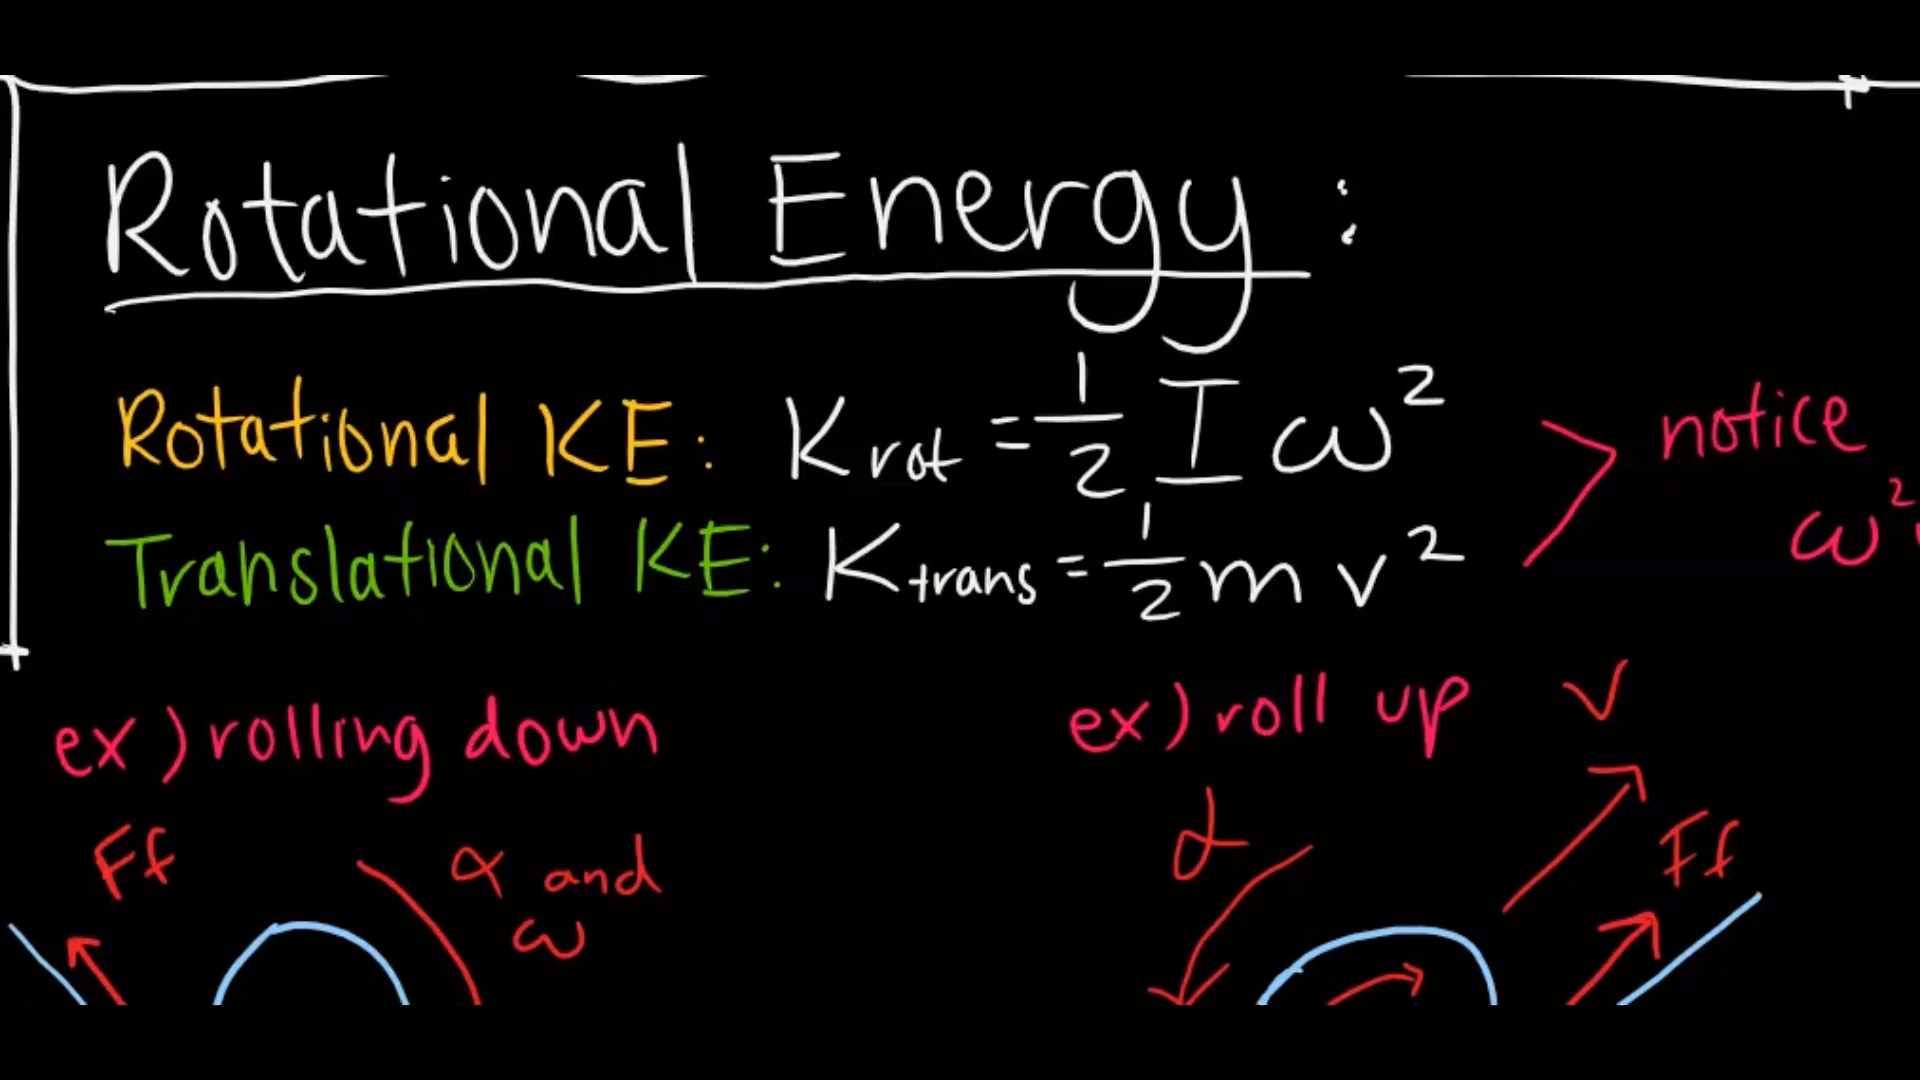 Rotational Energy:
Rotational KE: Krot = 1/2 I ω² > notice
ω²
Translational KE: Ktrans = 1/2 m v²
ex) rolling down
ex) roll up
v
Ff
α and
ω
α
Ff